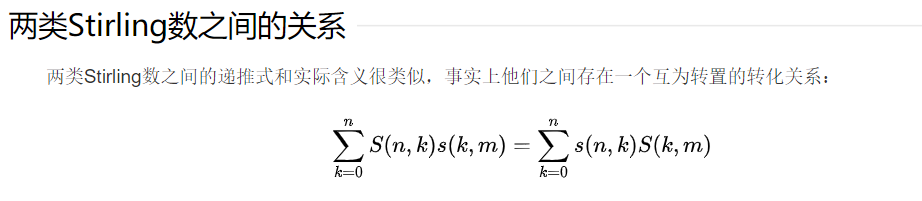 两类Stirling数之间的关系
两类Stirling数之间的递推式和实际含义很类似，事实上他们之间存在一个互为转置的转化关系：
\sum_{k=0}^{n} S(n,k)s(k,m) = \sum_{k=0}^{n} s(n,k)S(k,m)